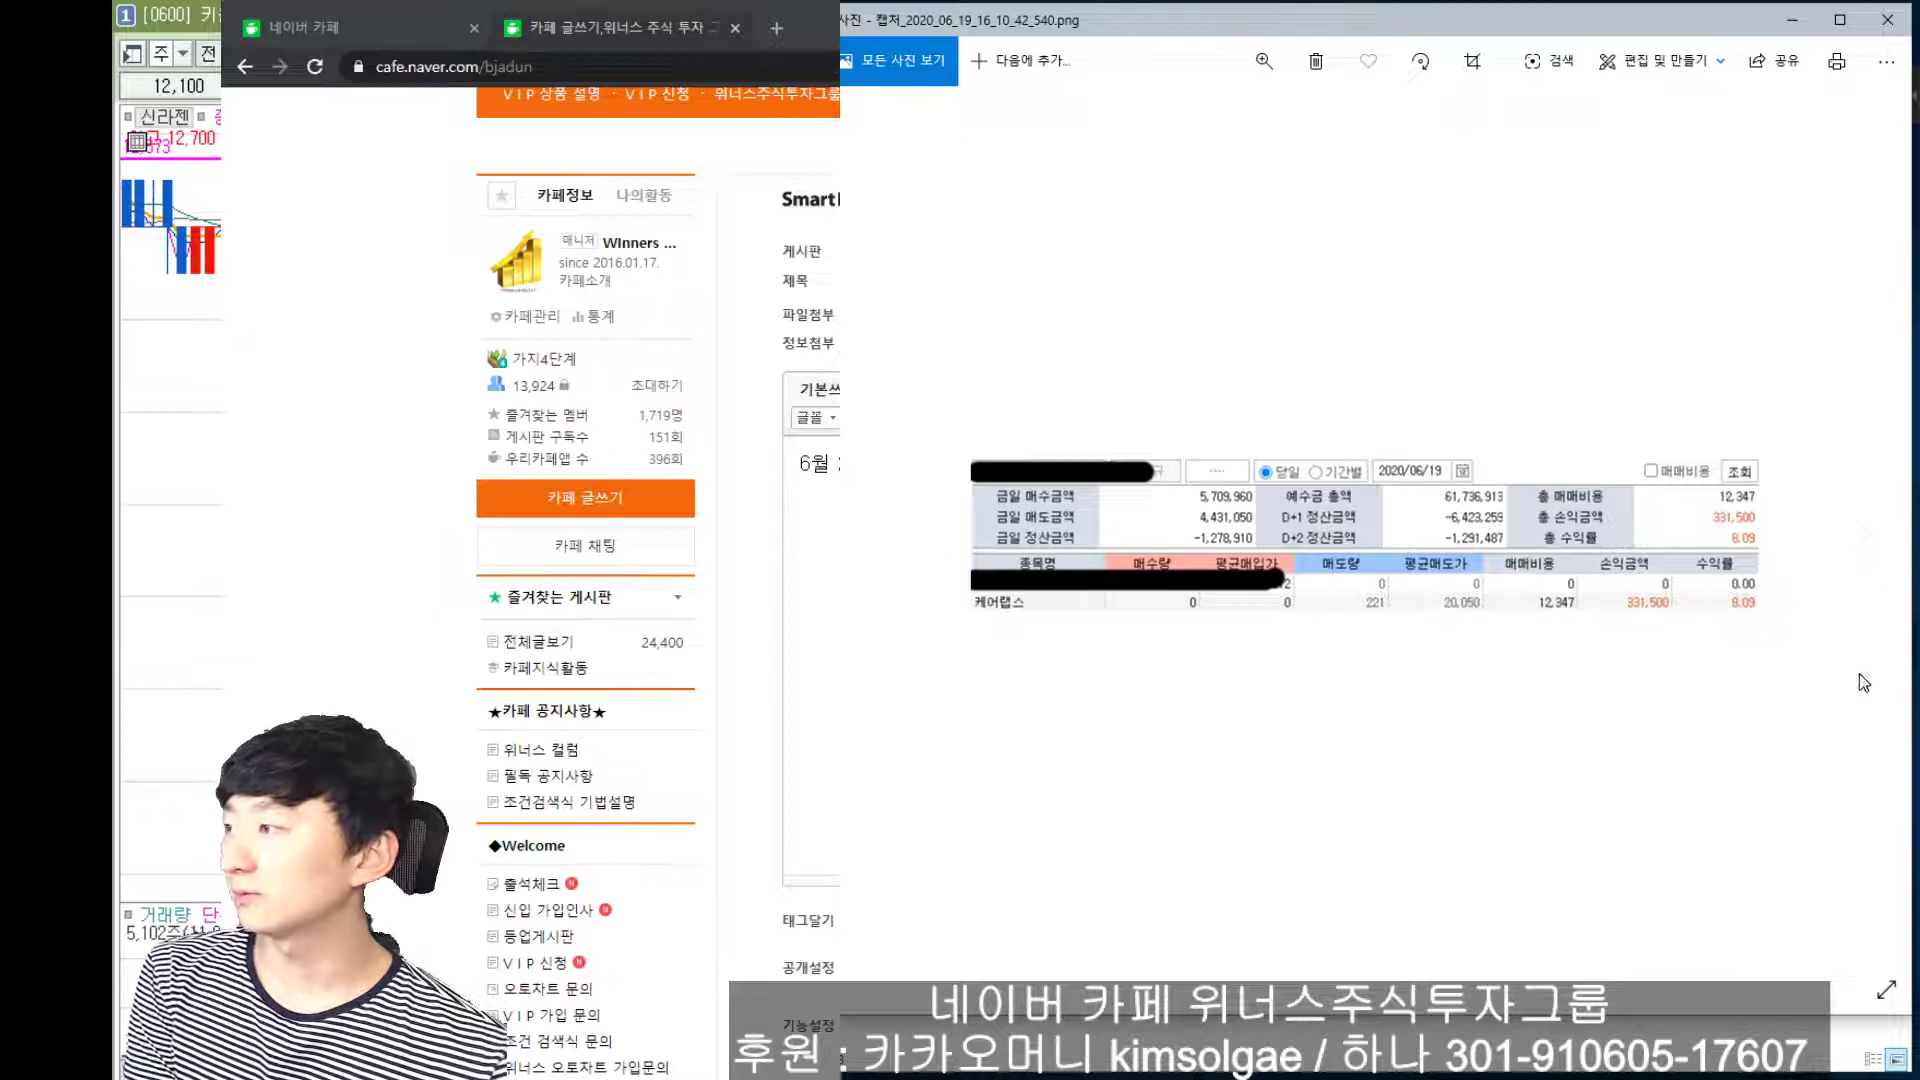 1 [0600] 키
네이버 카페
카페 글쓰기,위너스 주식 투자
cafe.naver.com/bjadun
사진 - 캡처_2020_06_19_16_10_42_540.png
모든 사진 보기
다음에 추가...
검색
편집 및 만들기
공유
주
전
12,100
신라젠
12,700
VIP 상품 설명 · VIP 신청 · 위너스주식투자그룹
카페정보 나의활동
매니저 WInners ...
since 2016.01.17.
카페소개
카페관리 통계
가지4단계
13,924 초대하기
즐겨찾는 멤버 1,719명
게시판 구독수 151회
우리카페앱 수 396회
카페 글쓰기
카페 채팅
★ 즐겨찾는 게시판
전체글보기 24,400
카페지식활동
★카페 공지사항★
위너스 컬럼
필독 공지사항
조건검색식 기법설명
◆Welcome
출석체크 N
신입 가입인사 N
등업게시판
V I P 신청 N
오토차트 문의
V I P 가입 문의
조건 검색식 문의
위너스 오토차트 가입문의
거래량 단
5,102주
Smart
게시판
제목
파일첨부
정보첨부
기본쓰
글꼴
6월
태그달기
공개설정
기능설정
당일 기간별 2020/06/19 매매비용 조회
금일 매수금액 5,709,960 예수금 총액 61,736,913 총 매매비용 12,347
금일 매도금액 4,431,050 D+1 정산금액 -6,423,259 총 손익금액 331,500
금일 정산금액 -1,278,910 D+2 정산금액 -1,291,487 총 수익률 8.09
종목명 매수량 평균매입가 매도량 평균매도가 매매비용 손익금액 수익률
2 0 0 0 0 0.00
케어랩스 0 0 221 20,050 12,347 331,500 8.09
네이버 카페 위너스주식투자그룹
후원 : 카카오머니 kimsolgae / 하나 301-910605-17607